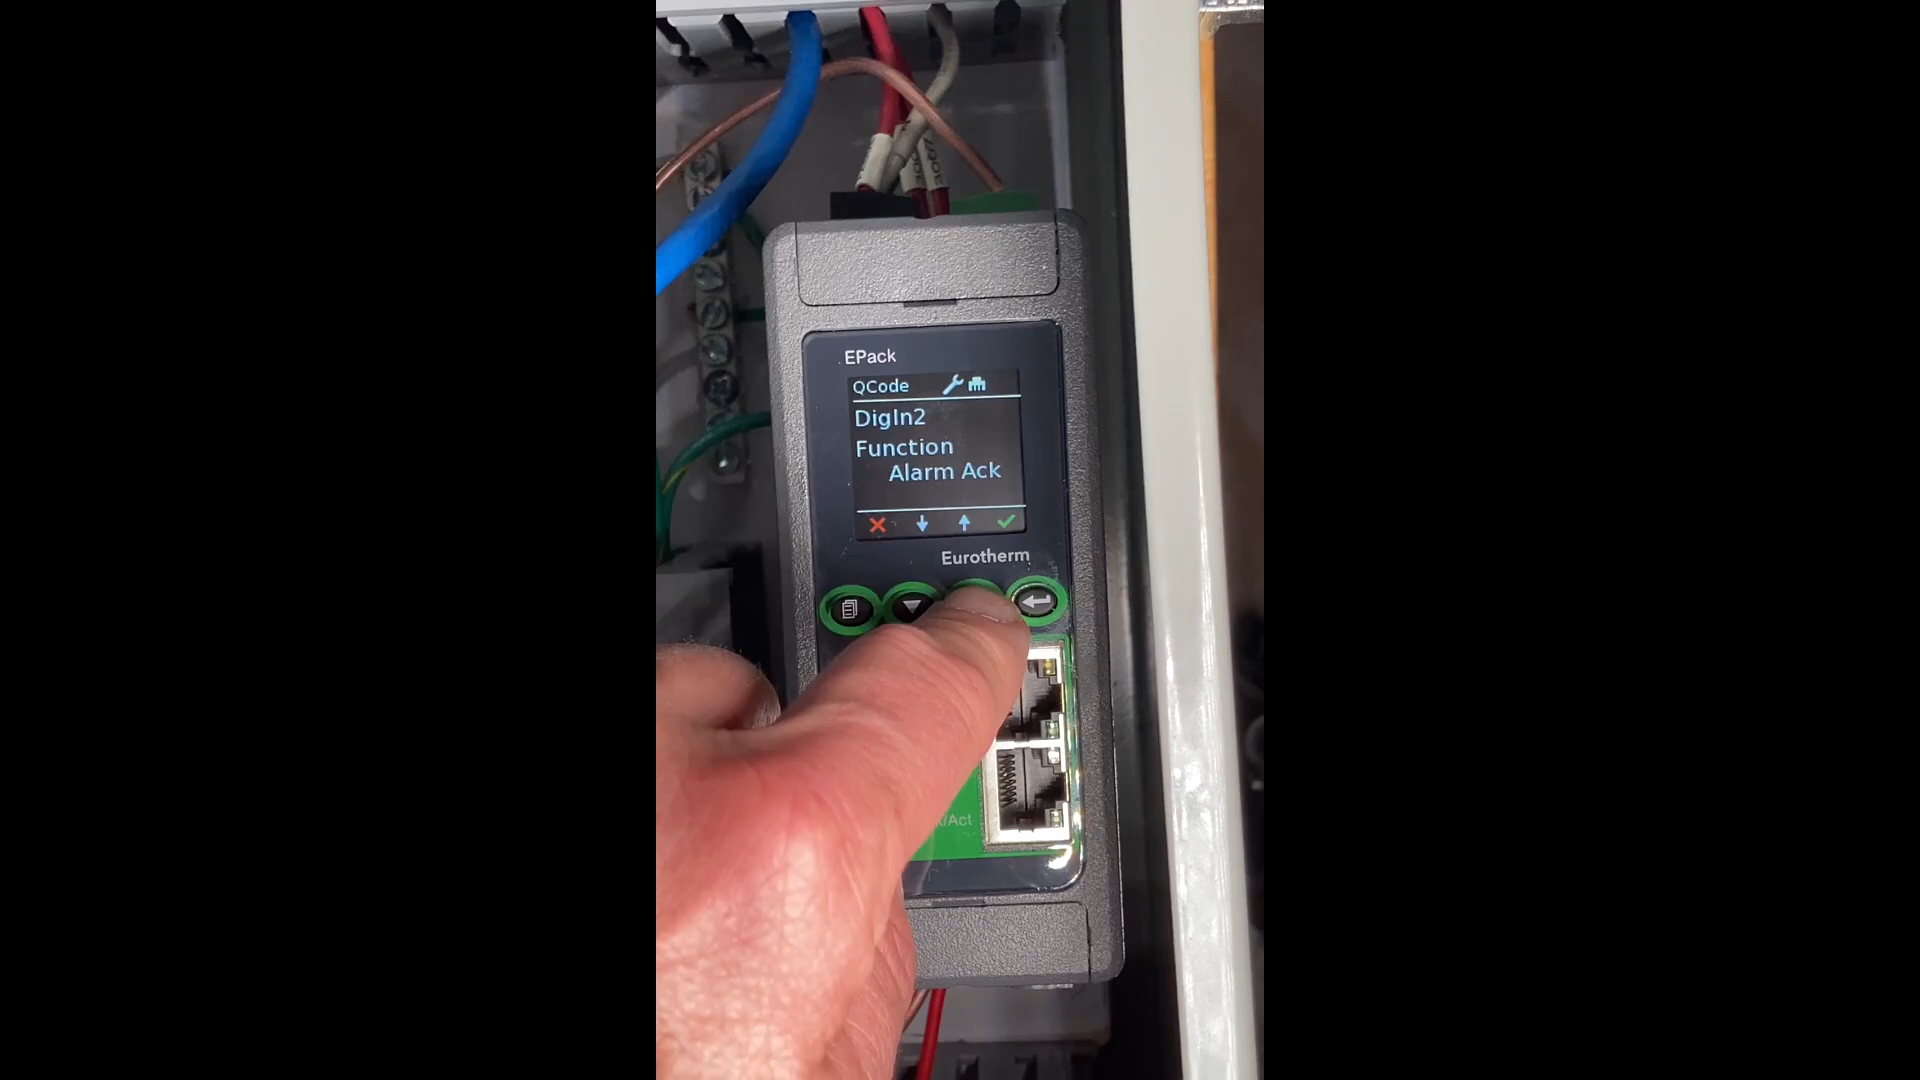 EPack
QCode
DigIn2
Function
Alarm Ack
Eurotherm
/Act